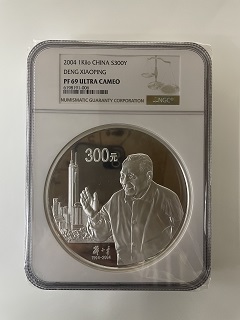 2004 1Kilo CHINA S300Y
DENG XIAOPING
PF 69 ULTRA CAMEO
NUMISMATIC GUARANTY CORPORATION
NGC
300元
1904-2004